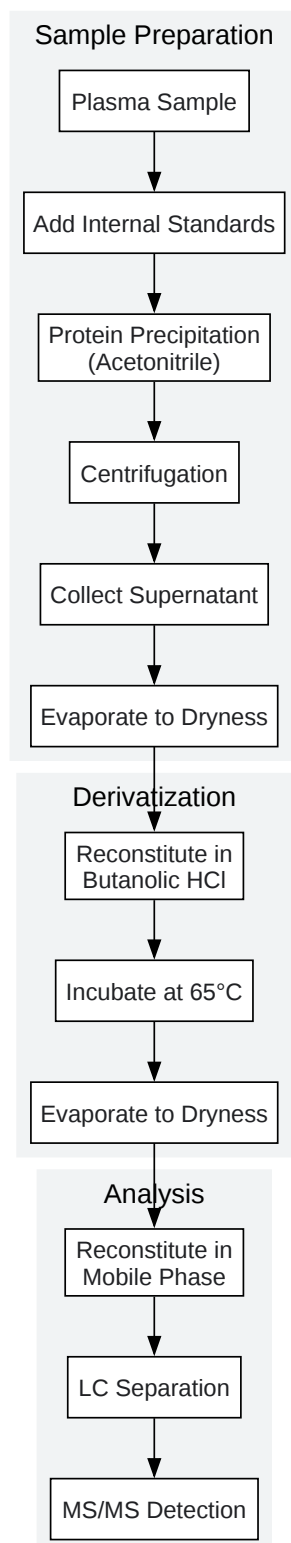 Sample Preparation
Plasma Sample
Add Internal Standards
Protein Precipitation
(Acetonitrile)
Centrifugation
Collect Supernatant
Evaporate to Dryness
Derivatization
Reconstitute in
Butanolic HCl
Incubate at 65°C
Evaporate to Dryness
Analysis
Reconstitute in
Mobile Phase
LC Separation
MS/MS Detection